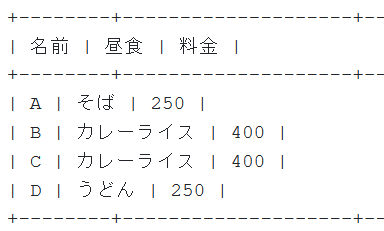 +--------+--------------------+--
| 名前 | 昼食 | 料金 |
+--------+--------------------+--
| A | そば | 250 |
| B | カレーライス | 400 |
| C | カレーライス | 400 |
| D | うどん | 250 |
+--------+--------------------+--